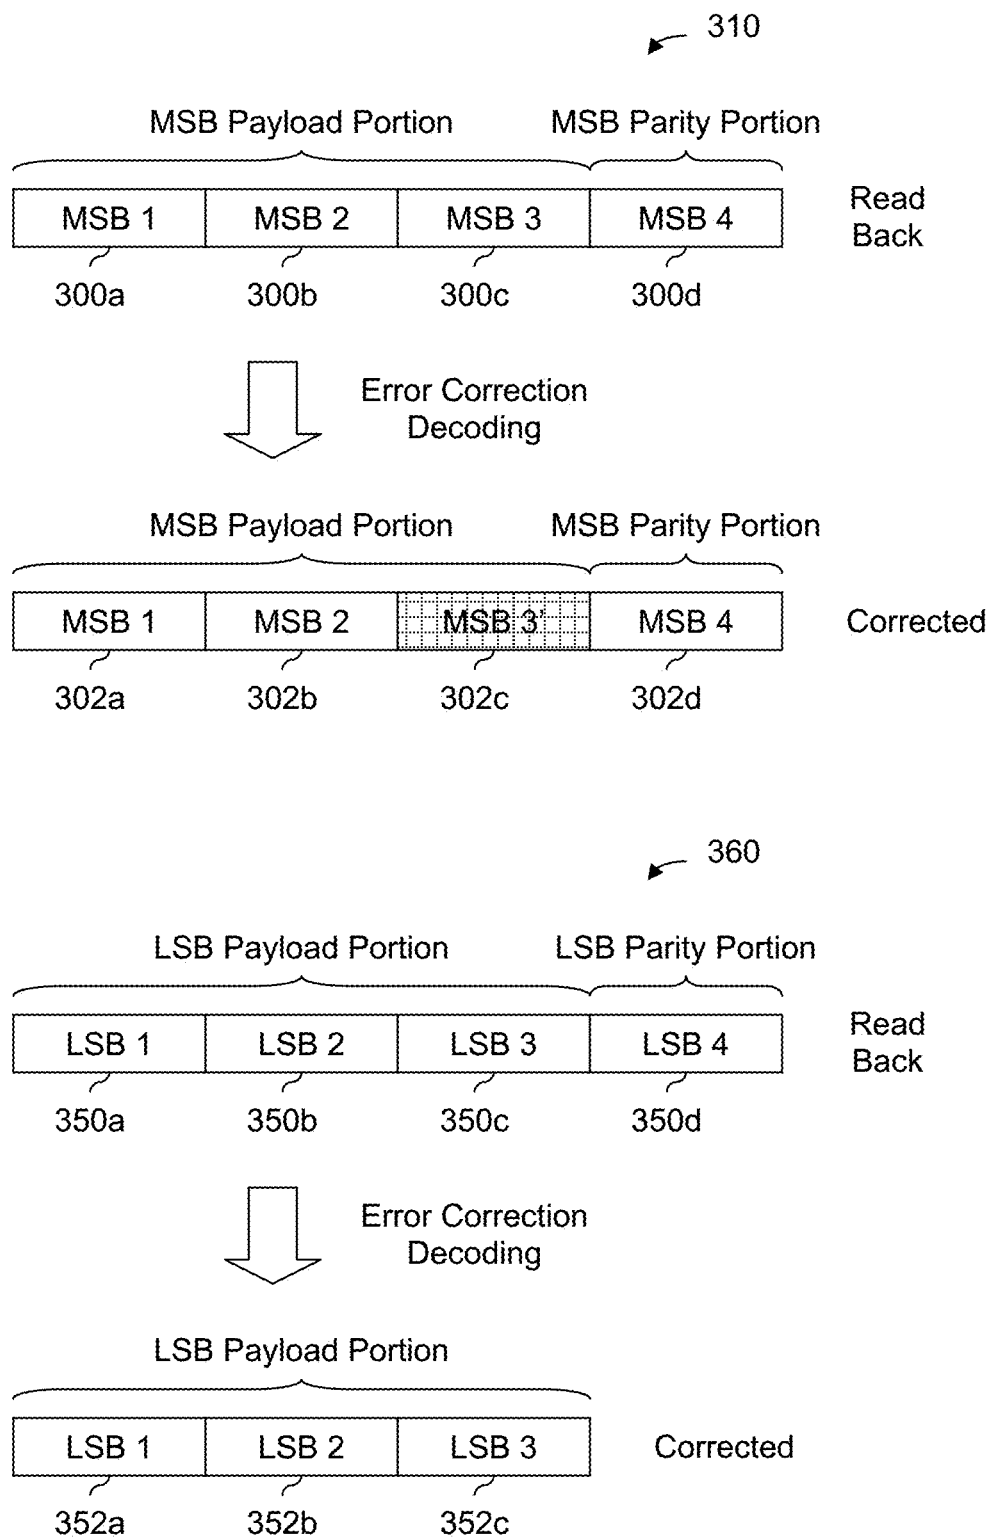 310
MSB Payload Portion MSB Parity Portion
MSB 1 MSB 2 MSB 3 MSB 4 Read
Back
300a 300b 300c 300d
Error Correction
Decoding
MSB Payload Portion MSB Parity Portion
MSB 1 MSB 2 MSB 3' MSB 4 Corrected
302a 302b 302c 302d
360
LSB Payload Portion LSB Parity Portion
LSB 1 LSB 2 LSB 3 LSB 4 Read
Back
350a 350b 350c 350d
Error Correction
Decoding
LSB Payload Portion
LSB 1 LSB 2 LSB 3 Corrected
352a 352b 352c